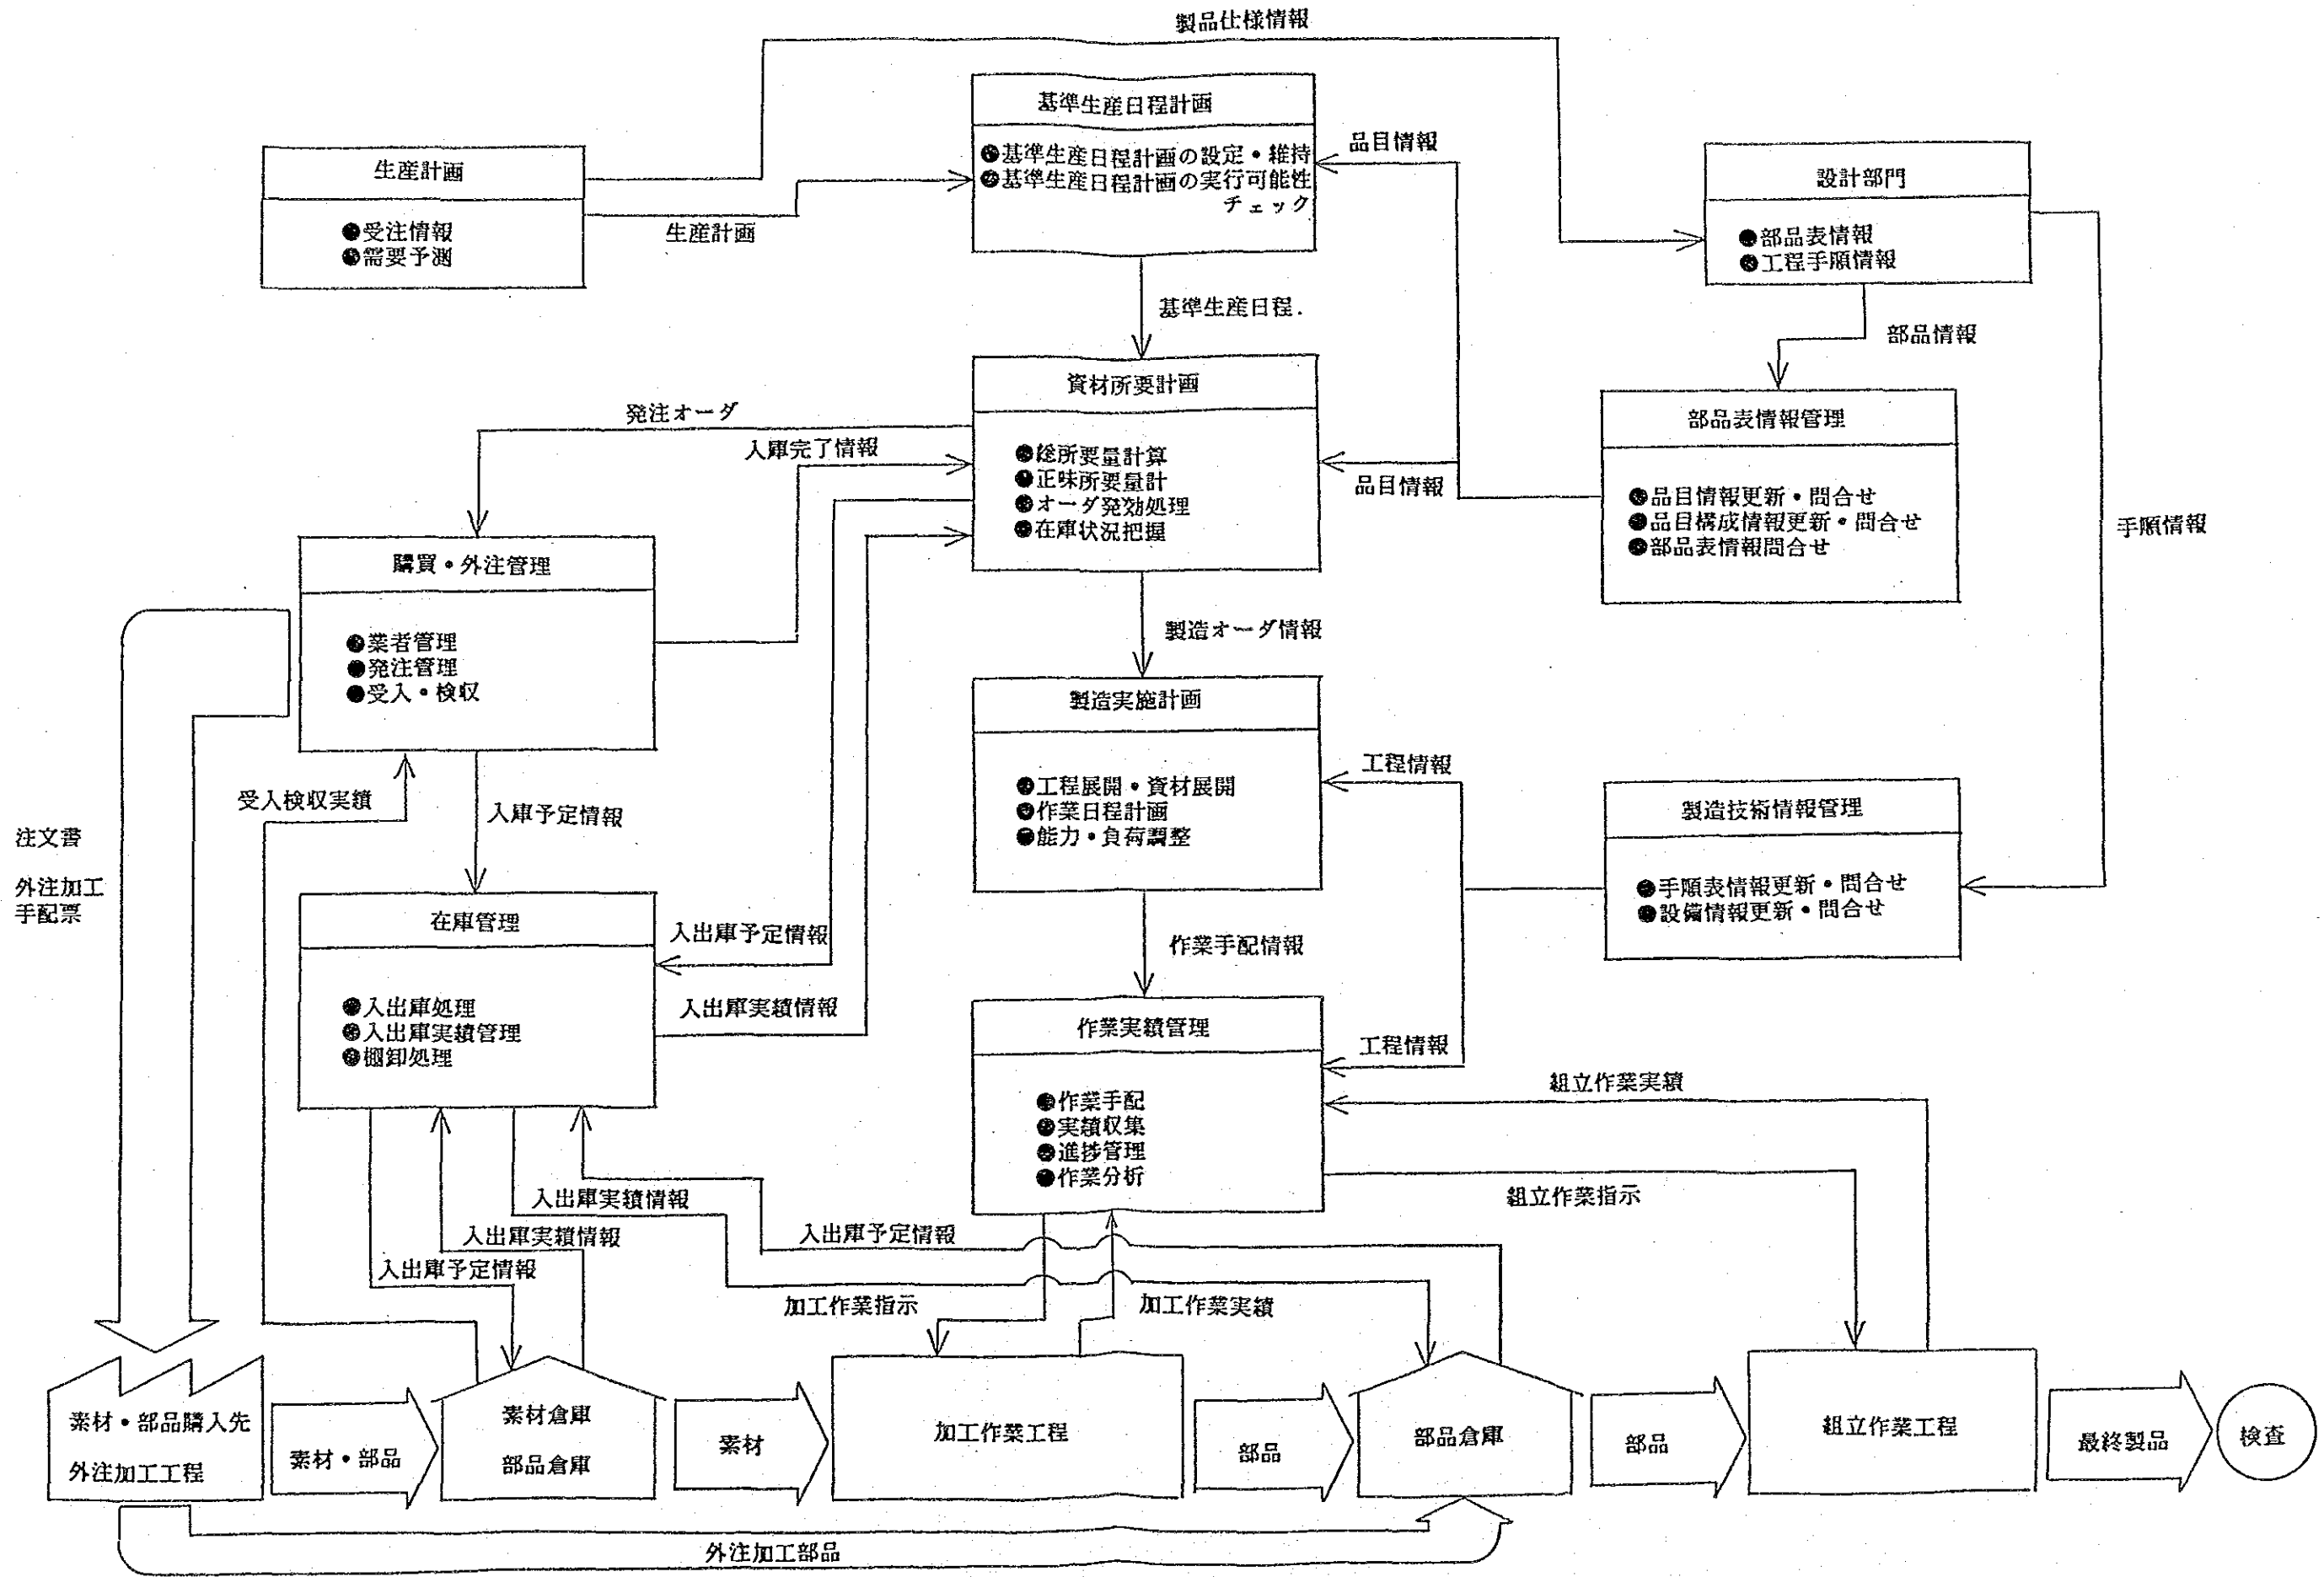 製品仕様情報
基準生産日程計画
●基準生産日程計画の設定・維持
●基準生産日程計画の実行可能性
チェック
品目情報
生産計画
●受注情報
●需要予測
生産計画
設計部門
●部品表情報
●工程手順情報
基準生産日程.
部品情報
資材所要計画
●総所要量計算
●正味所要量計
●オーダ発効処理
●在庫状況把握
発注オーダ
入庫完了情報
品目情報
部品表情報管理
●品目情報更新・問合せ
●品目構成情報更新・問合せ
●部品表情報問合せ
手順情報
購買・外注管理
●業者管理
●発注管理
●受入・検収
製造オーダ情報
製造実施計画
●工程展開・資材展開
●作業日程計画
●能力・負荷調整
工程情報
製造技術情報管理
●手順表情報更新・問合せ
●設備情報更新・問合せ
受入検収実績
入庫予定情報
注文書
外注加工
手配票
在庫管理
●入出庫処理
●入出庫実績管理
●棚卸処理
入出庫予定情報
入出庫実績情報
作業手配情報
作業実績管理
●作業手配
●実績収集
●進捗管理
●作業分析
工程情報
組立作業実績
組立作業指示
入出庫実績情報
入出庫実績情報
入出庫予定情報
入出庫予定情報
加工作業指示
加工作業実績
素材・部品購入先
外注加工工程
素材・部品
素材倉庫
部品倉庫
素材
加工作業工程
部品
部品倉庫
部品
組立作業工程
最終製品
検査
外注加工部品